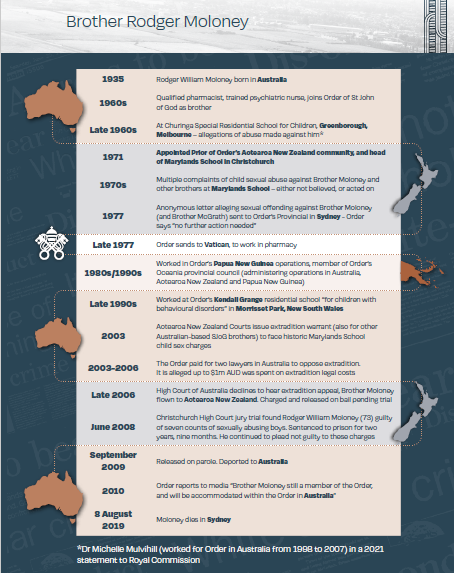 Brother Rodger Moloney
1935
Rodger William Moloney born in Australia
1960s
Qualified pharmacist, trained psychiatric nurse, joins Order of St John
of God as brother
Late 1960s
At Churinga Special Residential School for Children, Greenborough,
Melbourne – allegations of abuse made against him*
1971
Appointed Prior of Order's Aotearoa New Zealand community, and head
of Marylands School in Christchurch
1970s
Multiple complaints of child sexual abuse against Brother Moloney and
other brothers at Marylands School – either not believed, or acted on
1977
Anonymous letter alleging sexual offending against Brother Moloney
(and Brother McGrath) sent to Order's Provincial in Sydney - Order
says "no further action needed"
Late 1977
Order sends to Vatican, to work in pharmacy
1980s/1990s
Worked in Order's Papua New Guinea operations, member of Order's
Oceania provincial council (administering operations in Australia,
Aotearoa New Zealand and Papua New Guinea)
Late 1990s
Worked at Order's Kendall Grange residential school "for children with
behavioural disorders" in Morrisset Park, New South Wales
2003
Aotearoa New Zealand Courts issue extradition warrant (also for other
Australian-based SJoG brothers) to face historic Marylands School
child sex charges
2003-2006
The Order paid for two lawyers in Australia to oppose extradition.
It is alleged up to $1m AUD was spent on extradition legal costs
Late 2006
High Court of Australia declines to hear extradition appeal, Brother Moloney
flown to Aotearoa New Zealand. Charged and released on bail pending trial
June 2008
Christchurch High Court jury trial found Rodger William Moloney (73) guilty
of seven counts of sexually abusing boys. Sentenced to prison for two
years, nine months. He continued to plead not guilty to these charges
September
2009
Released on parole. Deported to Australia
2010
Order reports to media "Brother Moloney still a member of the Order,
and will be accommodated within the Order in Australia"
8 August
2019
Moloney dies in Sydney
*Dr Michelle Mulvihill (worked for Order in Australia from 1998 to 2007) in a 2021
statement to Royal Commission